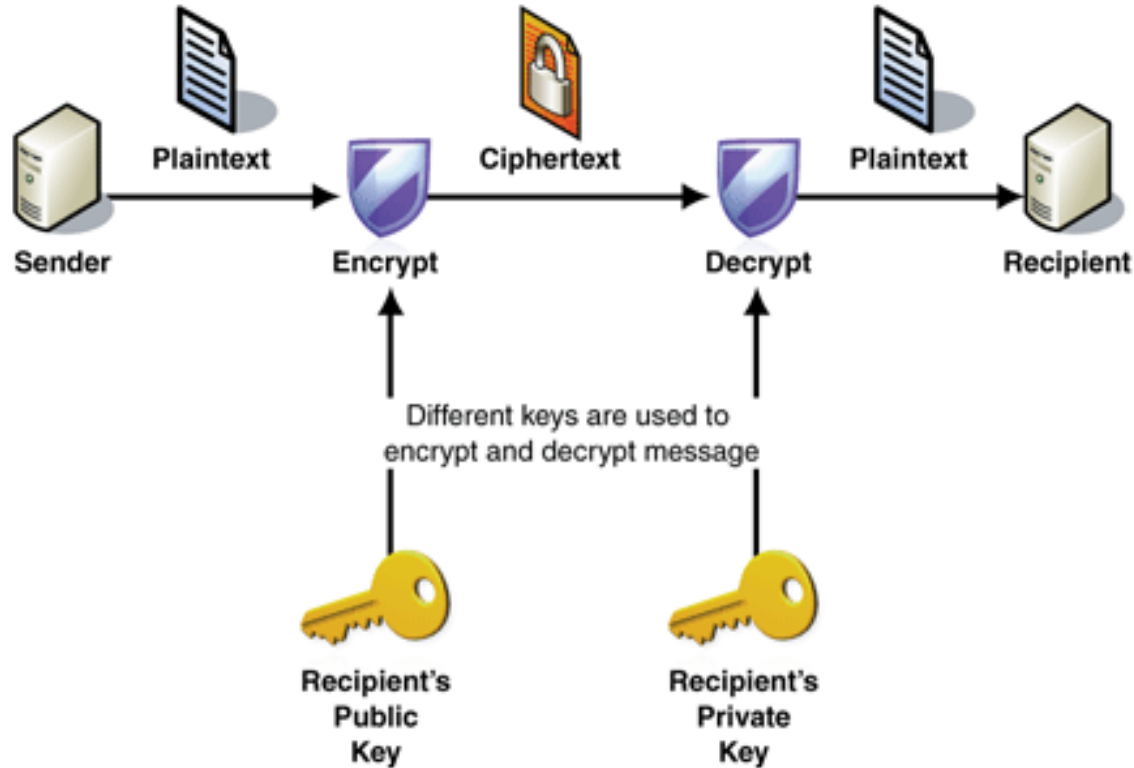 Plaintext
Ciphertext
Plaintext
Sender
Encrypt
Decrypt
Recipient
Different keys are used to
encrypt and decrypt message
Recipient's
Public
Key
Recipient's
Private
Key